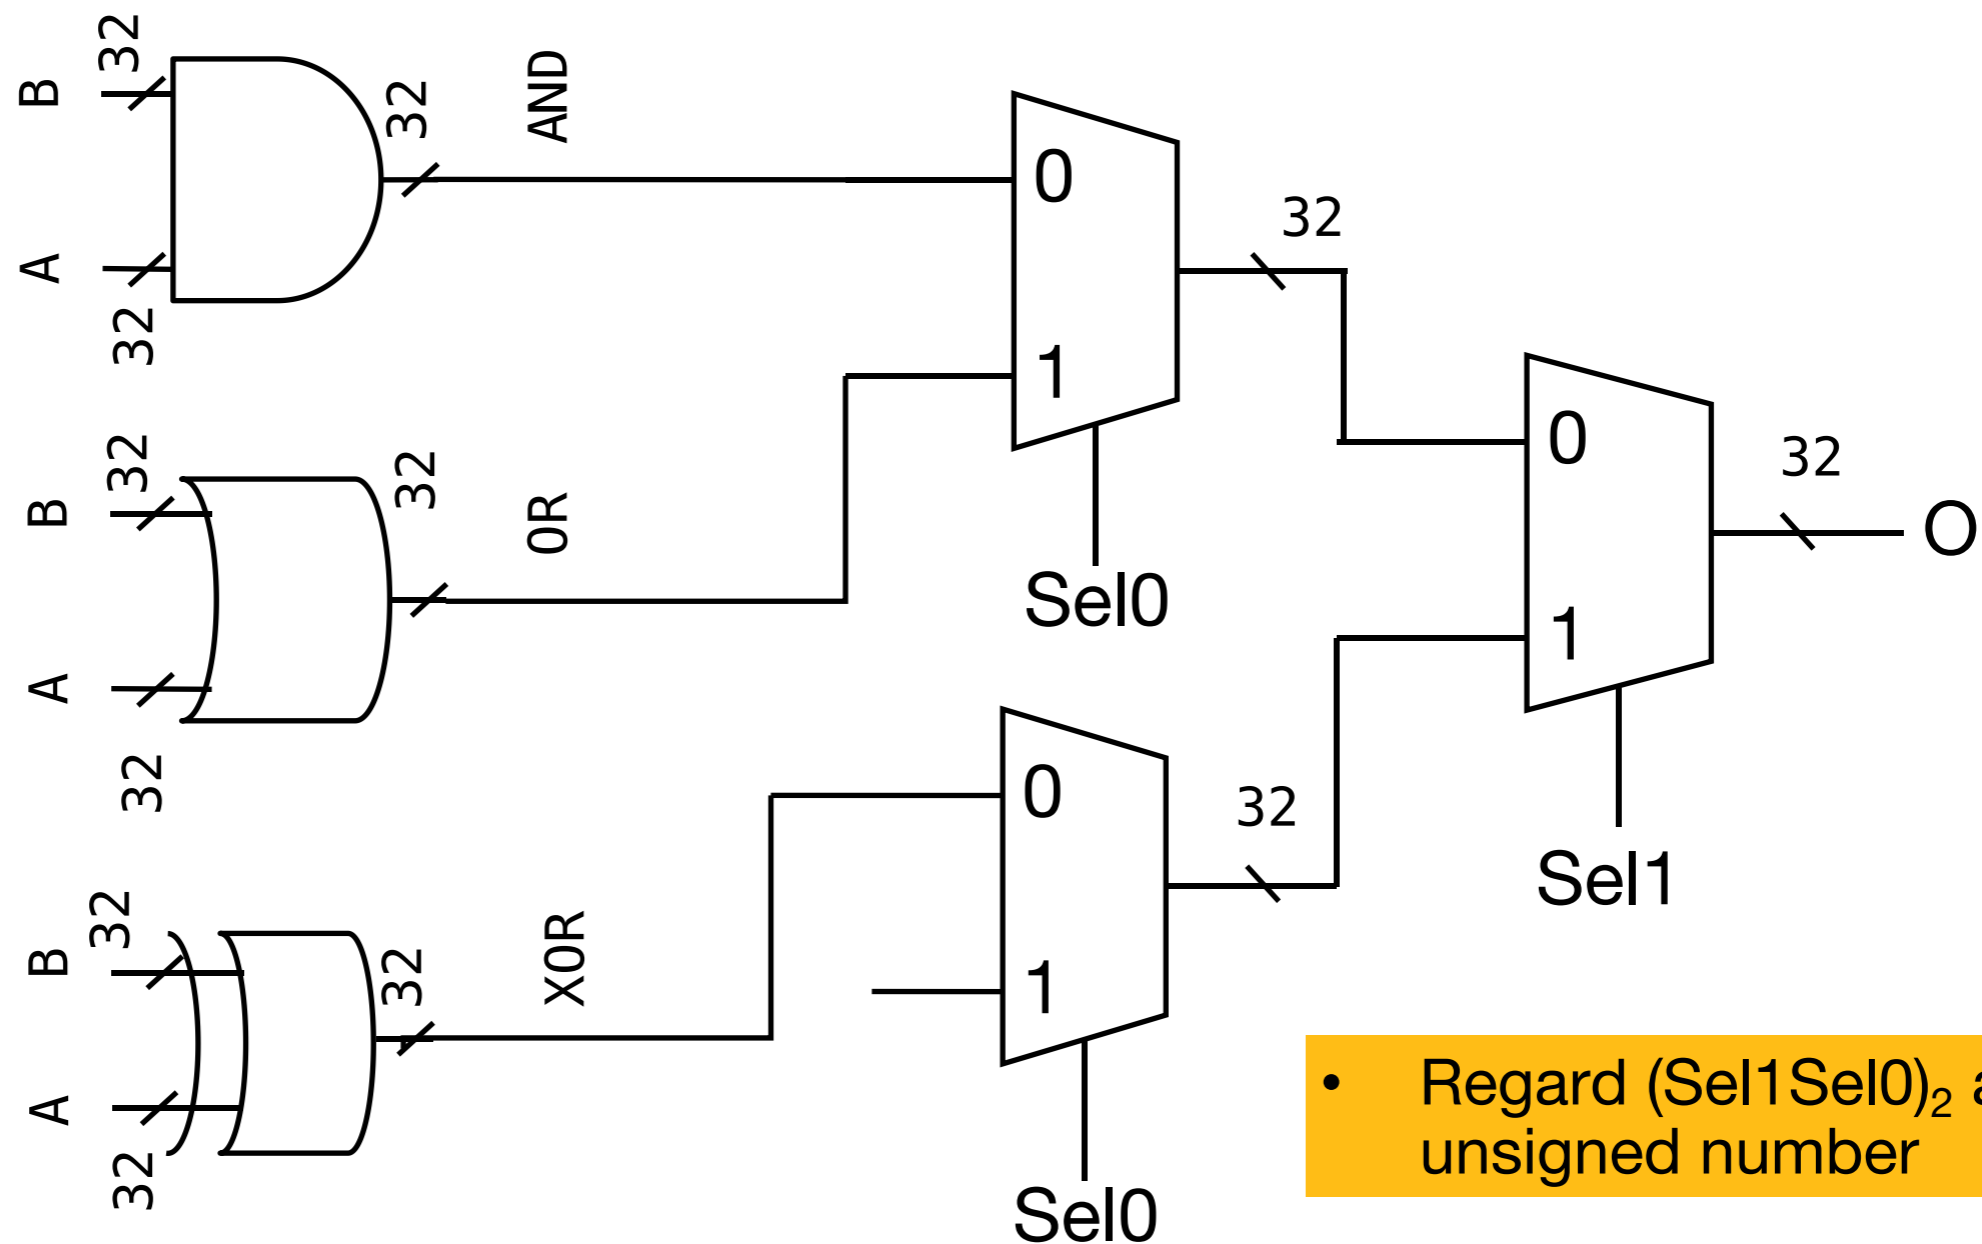 B
32
32
AND
A
32
0
1
32
Sel0
B
32
32
OR
A
32
0
1
32
O
Sel1
B
32
32
XOR
A
32
0
1
32
Sel0
• Regard (Sel1Sel0)₂ a
unsigned number